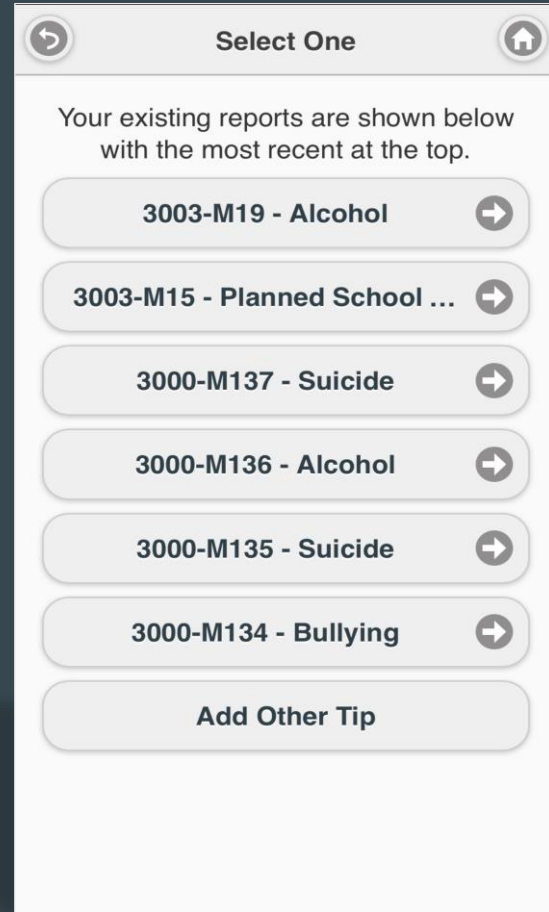 Select One
Your existing reports are shown below
with the most recent at the top.
3003-M19 - Alcohol
3003-M15 - Planned School ...
3000-M137 - Suicide
3000-M136 - Alcohol
3000-M135 - Suicide
3000-M134 - Bullying
Add Other Tip